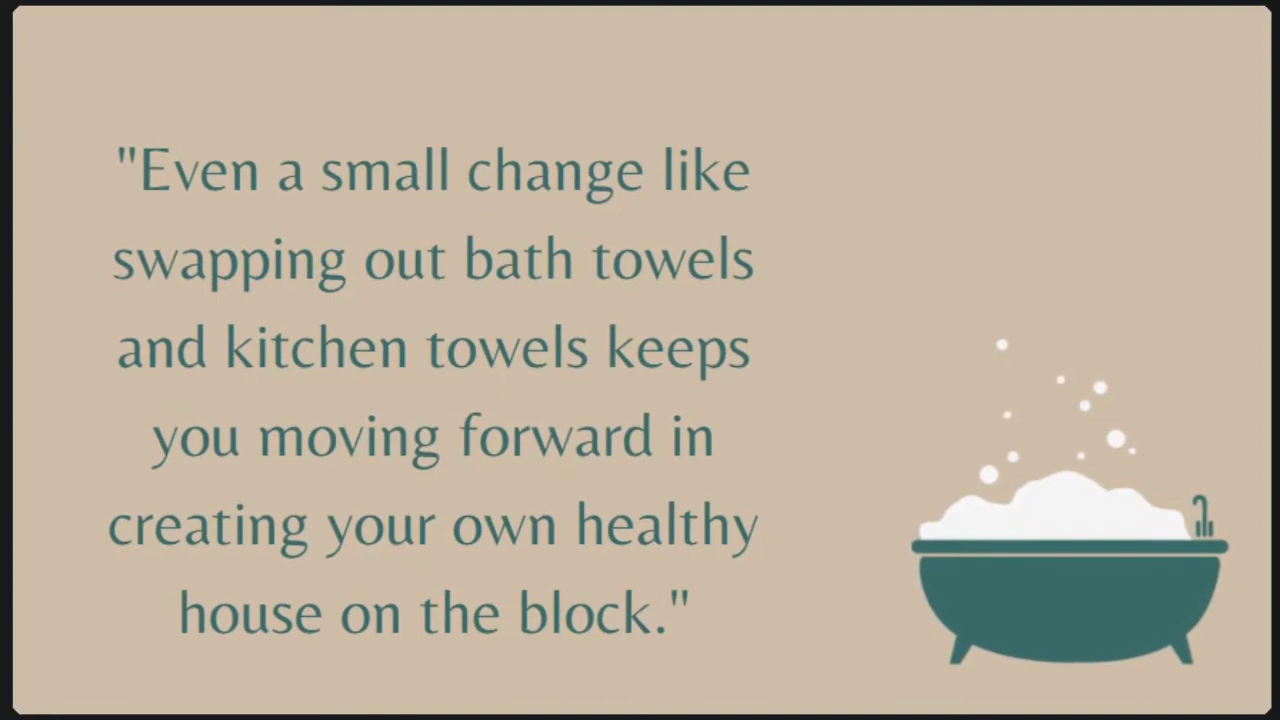 "Even a small change like
swapping out bath towels
and kitchen towels keeps
you moving forward in
creating your own healthy
house on the block."